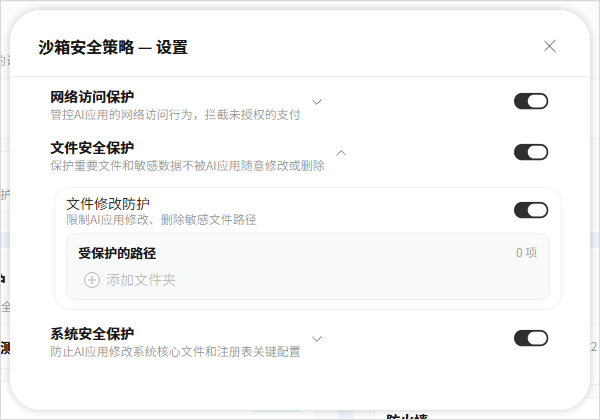 沙箱安全策略 — 设置
网络访问保护
管控AI应用的网络访问行为，拦截未授权的支付
文件安全保护
保护重要文件和敏感数据不被AI应用随意修改或删除
文件修改防护
限制AI应用修改、删除敏感文件路径
受保护的路径
0 项
添加文件夹
系统安全保护
防止AI应用修改系统核心文件和注册表关键配置